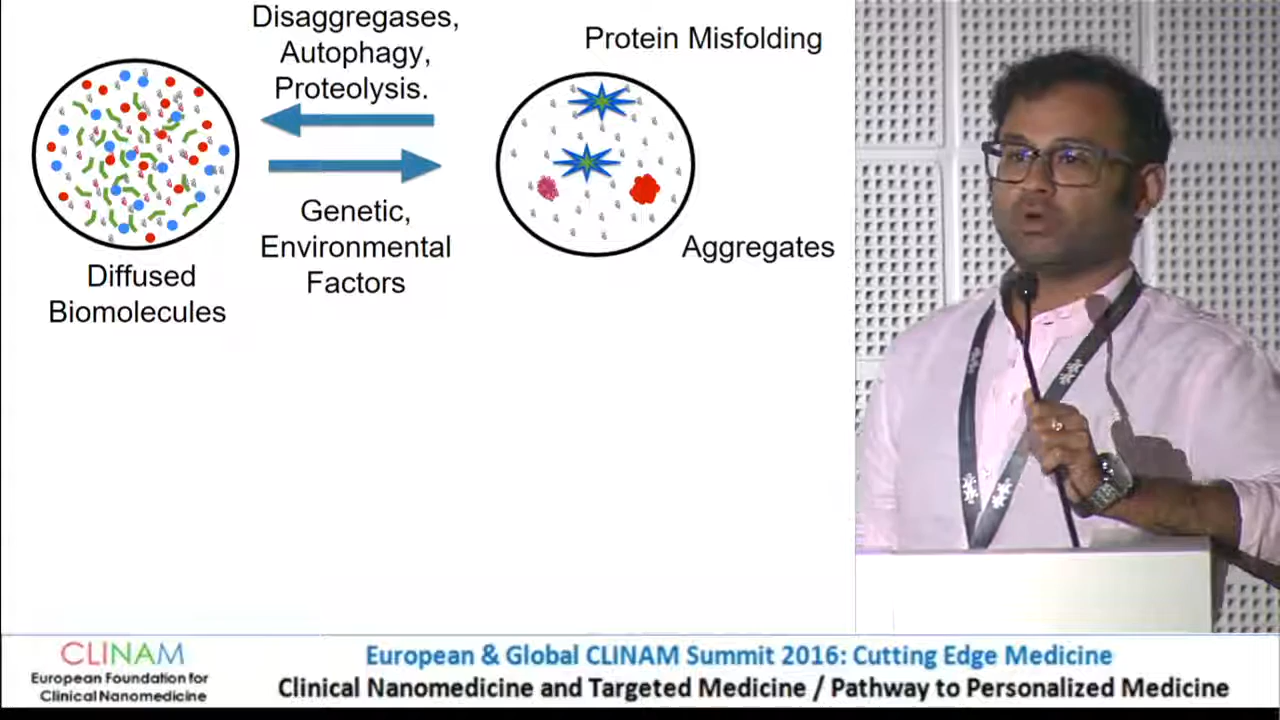 Disaggregases,
Autophagy,
Proteolysis.
Protein Misfolding
Genetic,
Environmental
Factors
Aggregates
Diffused
Biomolecules
CLINAM
European Foundation for
Clinical Nanomedicine
European & Global CLINAM Summit 2016: Cutting Edge Medicine
Clinical Nanomedicine and Targeted Medicine / Pathway to Personalized Medicine